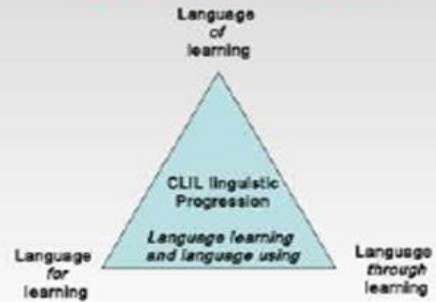 Language
of
learning
CLIL linguistic
Progression
Language learning
and language using
Language
for
learning
Language
through
learning